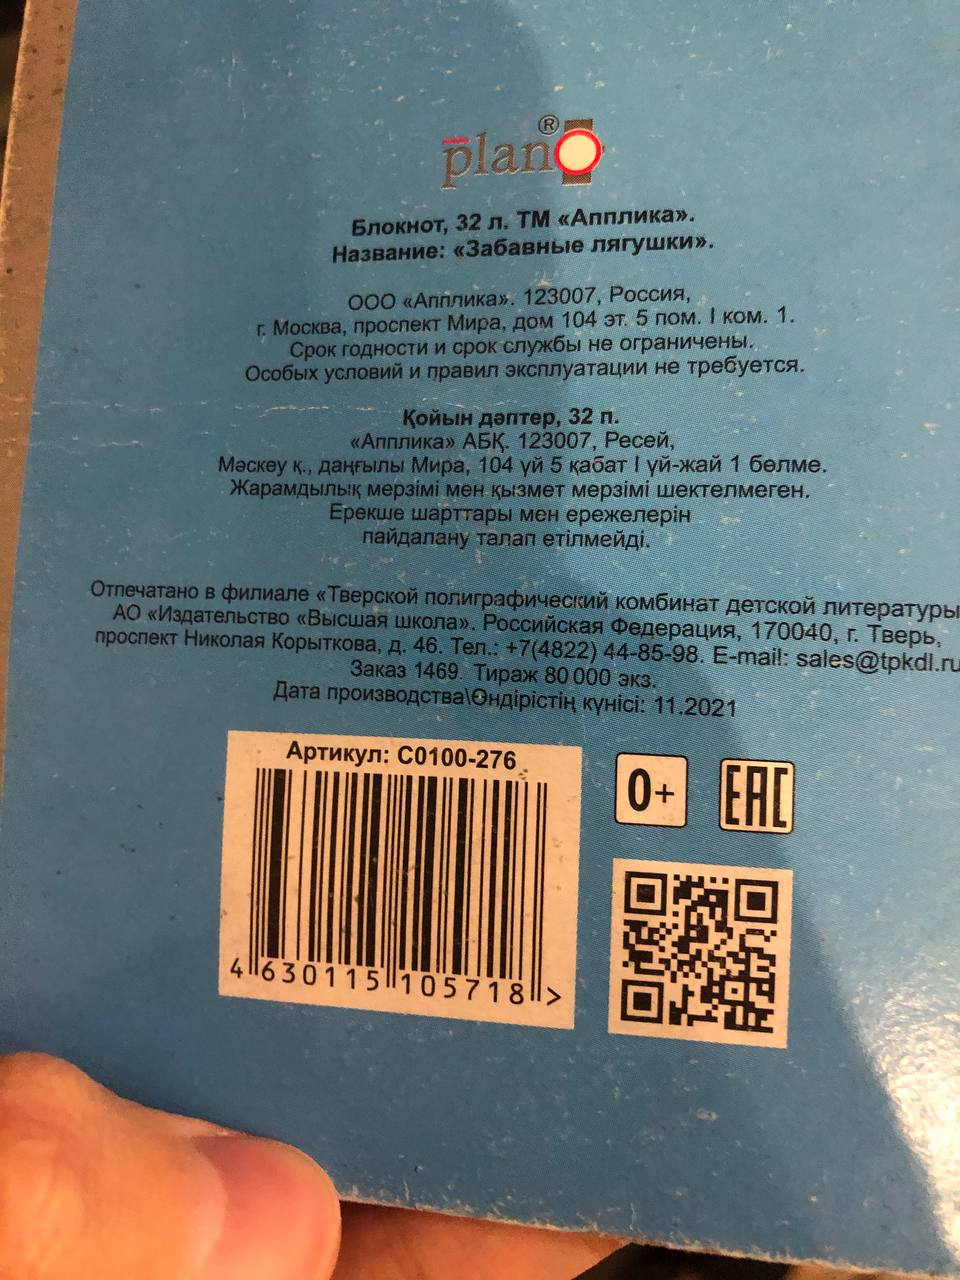 plano®
Блокнот, 32 л. ТМ «Апплика».
Название: «Забавные лягушки».
ООО «Апплика». 123007, Россия,
г. Москва, проспект Мира, дом 104 эт. 5 пом. I ком. 1.
Срок годности и срок службы не ограничены.
Особых условий и правил эксплуатации не требуется.
Қойын дәптер, 32 п.
«Апплика» АБҚ. 123007, Ресей,
Мәскеу қ., даңғылы Мира, 104 үй 5 қабат I үй-жай 1 бөлме.
Жарамдылық мерзімі мен қызмет мерзімі шектелмеген.
Ерекше шарттары мен ережелерін
пайдалану талап етілмейді.
Отпечатано в филиале «Тверской полиграфический комбинат детской литературы
АО «Издательство «Высшая школа». Российская Федерация, 170040, г. Тверь,
проспект Николая Корыткова, д. 46. Тел.: +7(4822) 44-85-98. E-mail: sales@tpkdl.ru
Заказ 1469. Тираж 80 000 экз.
Дата производства\Өндірістің күнісі: 11.2021
Артикул: С0100-276
0+
EAC
4 630115 105718 >